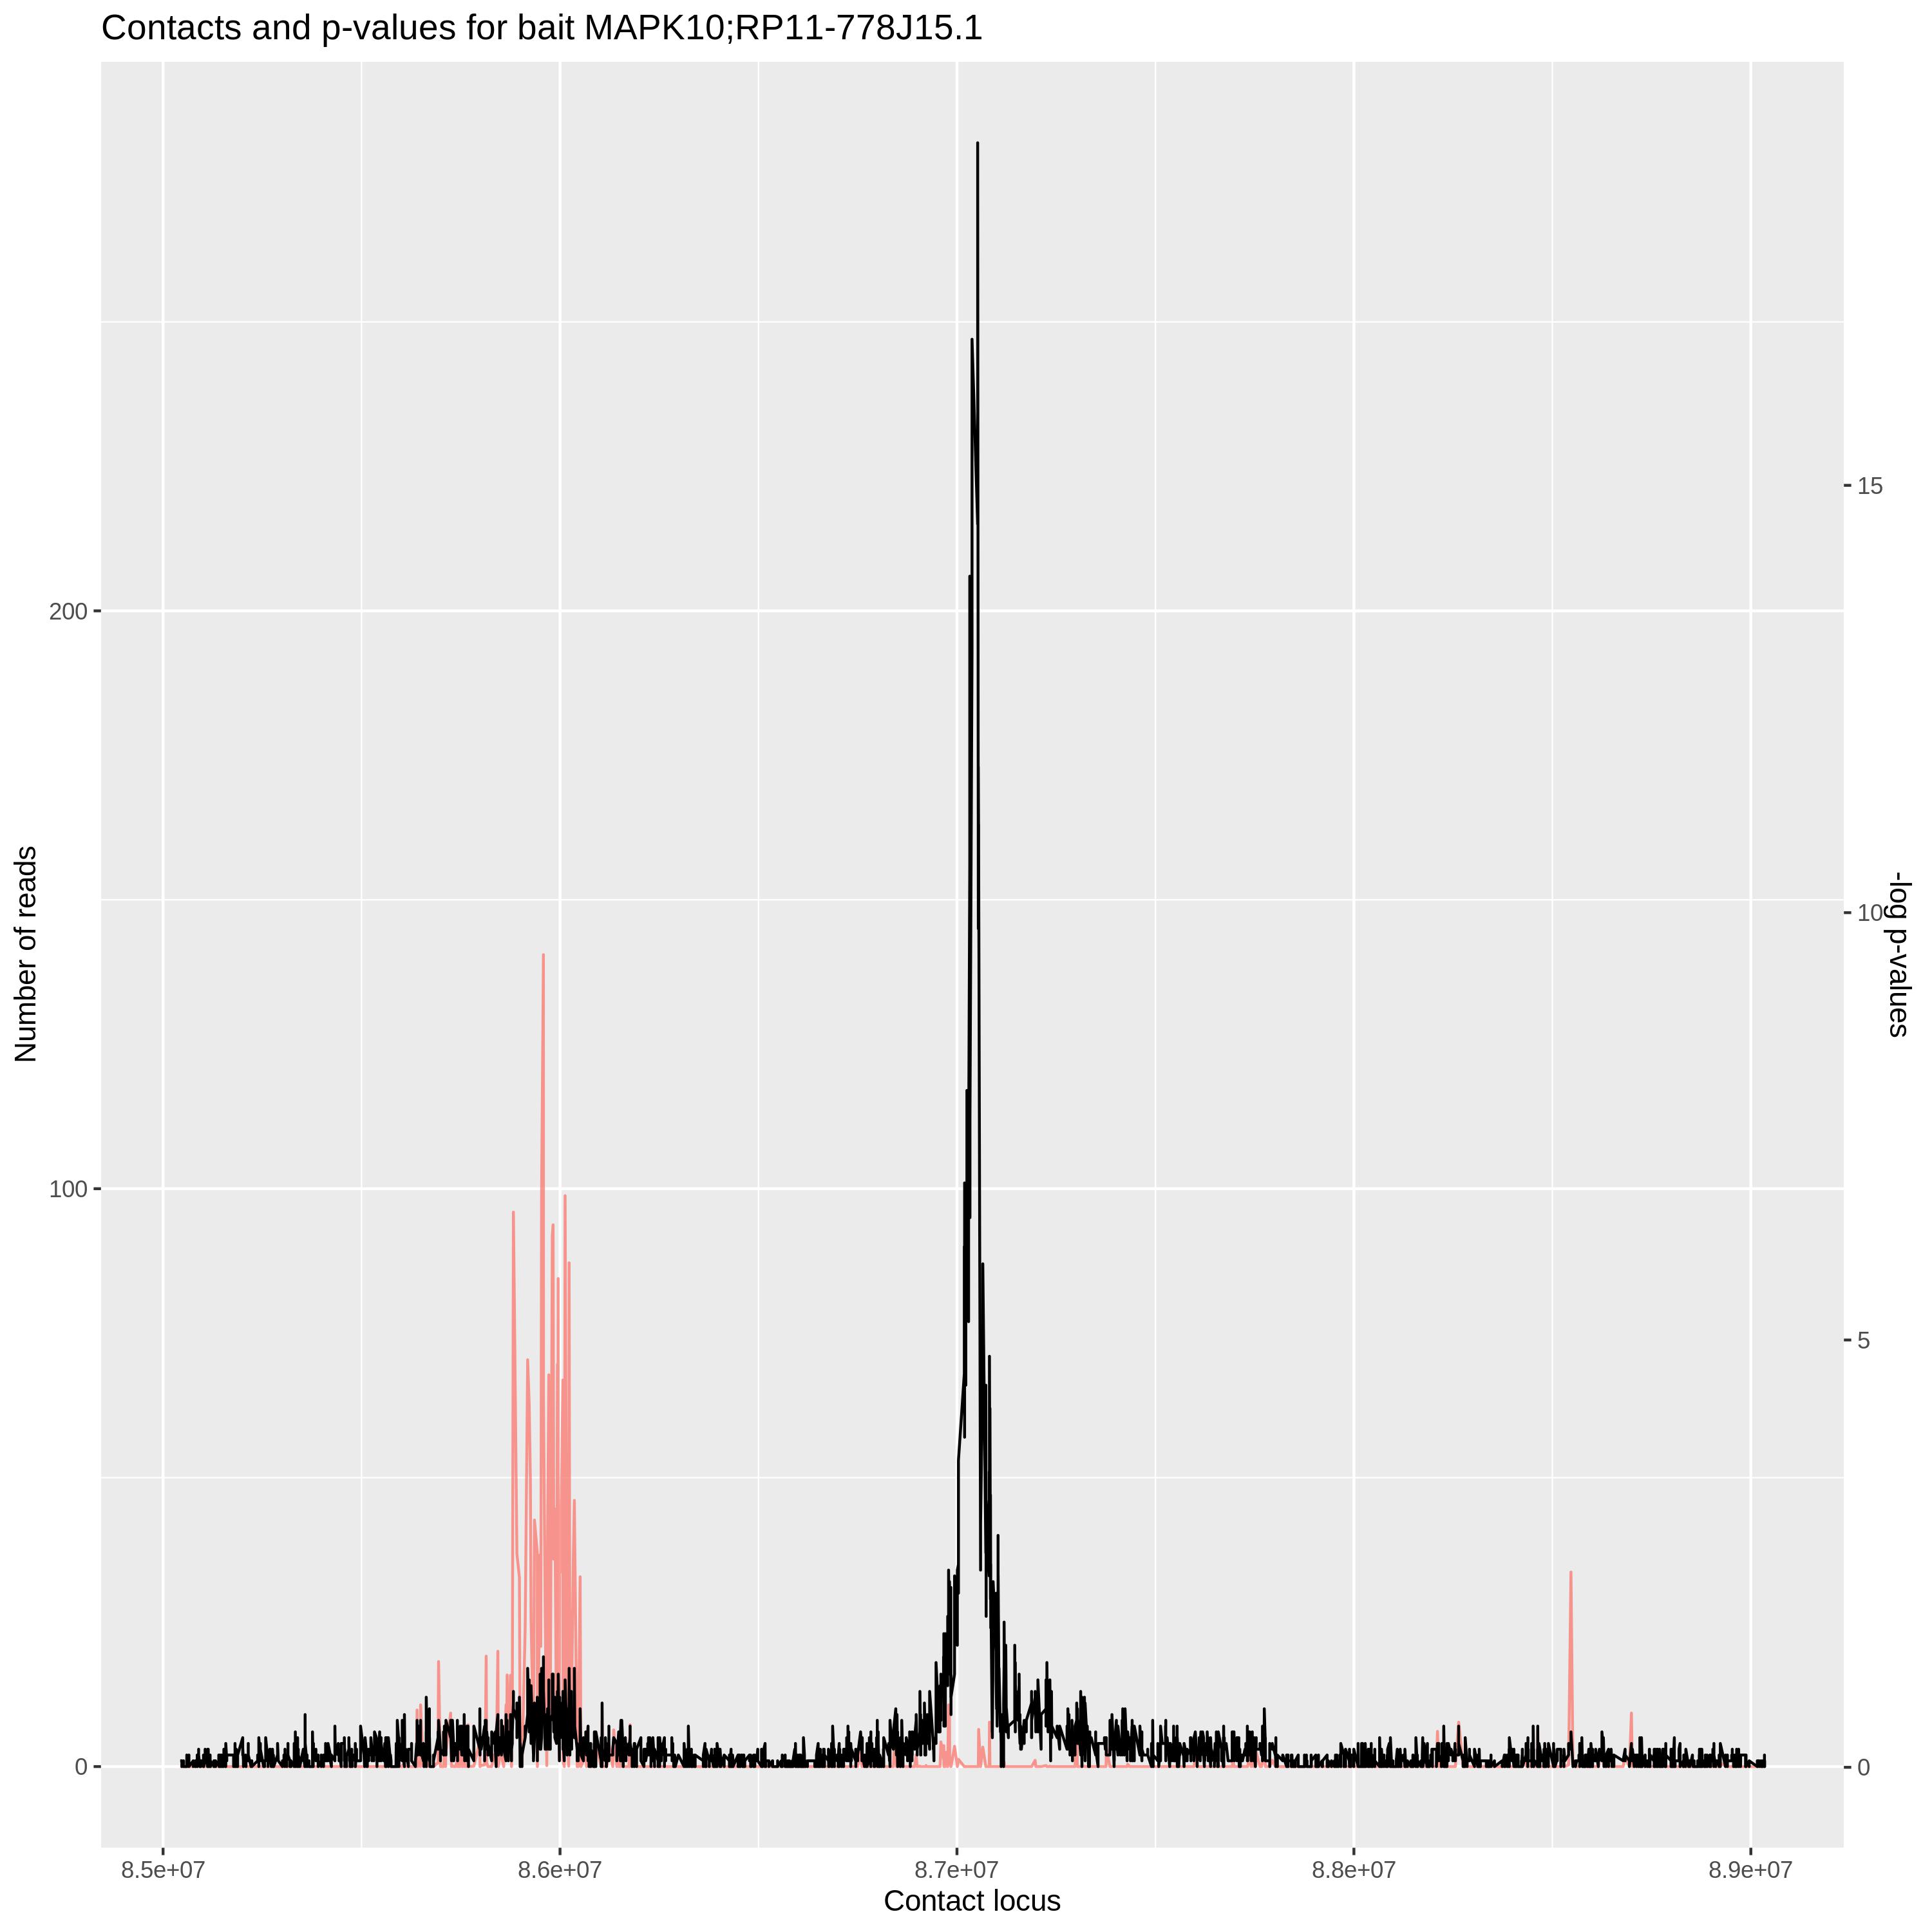 Contacts and p-values for bait MAPK10;RP11-778J15.1
Number of reads
200
100
0
15
10
5
0
-log p-values
8.5e+07 8.6e+07 8.7e+07 8.8e+07 8.9e+07
Contact locus